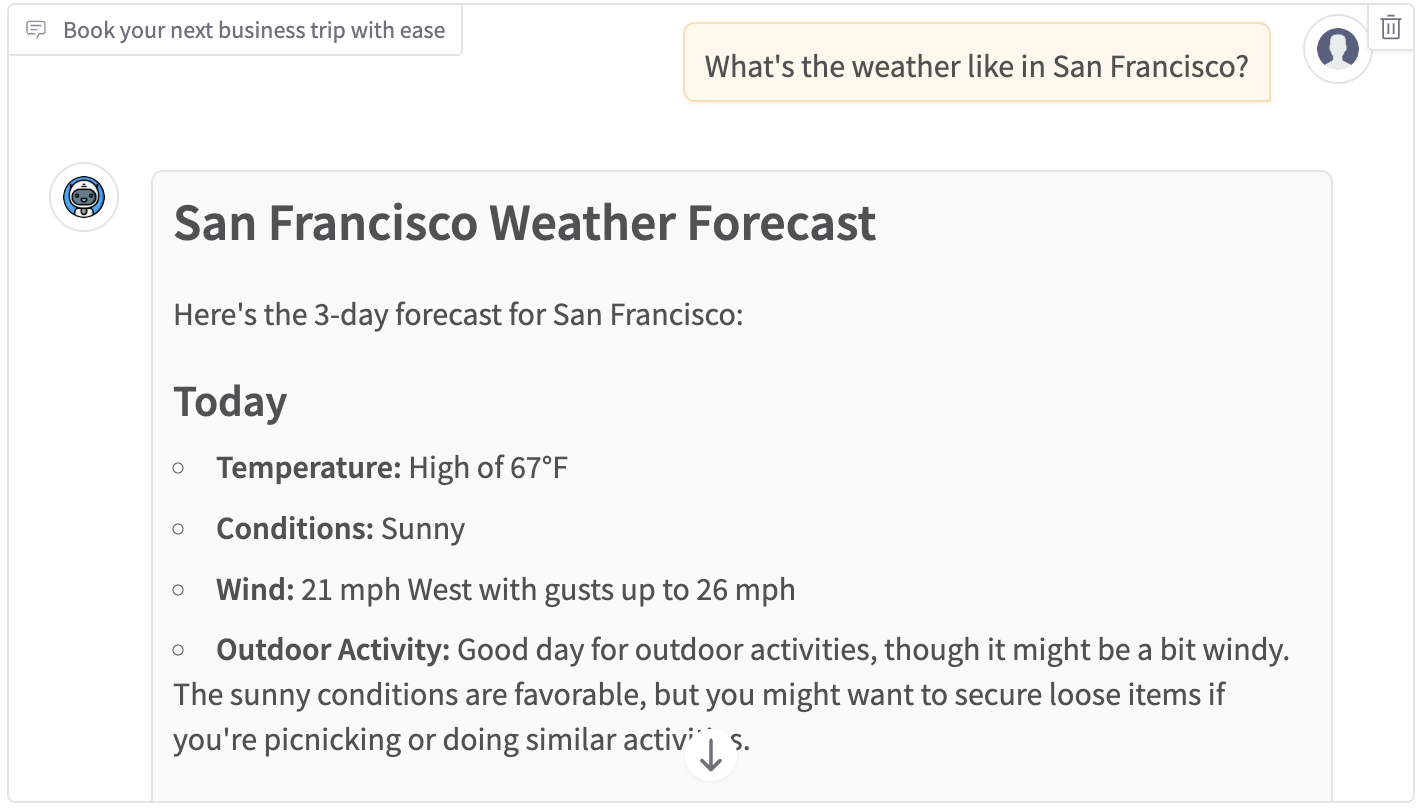 Book your next business trip with ease
What's the weather like in San Francisco?
San Francisco Weather Forecast
Here's the 3-day forecast for San Francisco:
Today
Temperature: High of 67°F
Conditions: Sunny
Wind: 21 mph West with gusts up to 26 mph
Outdoor Activity: Good day for outdoor activities, though it might be a bit windy.
The sunny conditions are favorable, but you might want to secure loose items if
you're picnicking or doing similar activities.